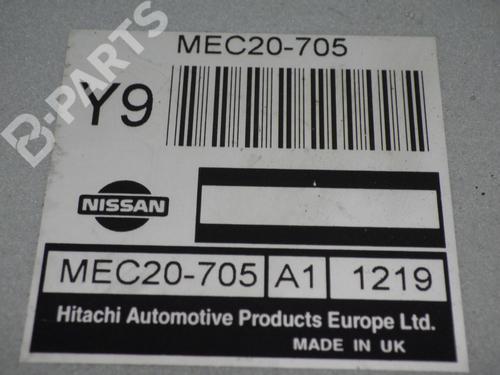 MEC20-705
Y9
B-PARTS
NISSAN
MEC20-705 A1 1219
Hitachi Automotive Products Europe Ltd.
MADE IN UK